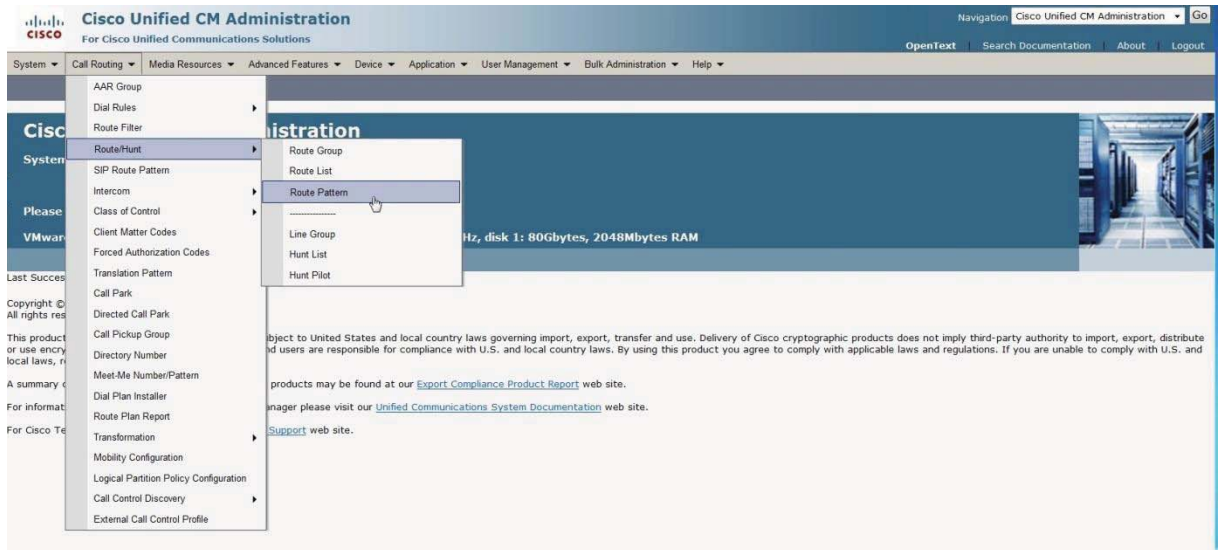 Cisco Unified CM Administration
For Cisco Unified Communications Solutions
CISCO
Navigation Cisco Unified CM Administration Go
OpenText Search Documentation About Logout
System Call Routing Media Resources Advanced Features Device Application User Management Bulk Administration Help
AAR Group
Dial Rules
Route Filter
Route/Hunt
SIP Route Pattern
Intercom
Class of Control
Client Matter Codes
Forced Authorization Codes
Translation Pattern
Call Park
Directed Call Park
Call Pickup Group
Directory Number
Meet-Me Number/Pattern
Dial Plan Installer
Route Plan Report
Transformation
Mobility Configuration
Logical Partition Policy Configuration
Call Control Discovery
External Call Control Profile
Route Group
Route List
Route Pattern
----------------
Line Group
Hunt List
Hunt Pilot
Cisc istration
System
Please
VMwar Hz, disk 1: 80Gbytes, 2048Mbytes RAM
Last Succes
Copyright ©
All rights res
This product bject to United States and local country laws governing import, export, transfer and use. Delivery of Cisco cryptographic products does not imply third-party authority to import, export, distribute
or use encry nd users are responsible for compliance with U.S. and local country laws. By using this product you agree to comply with applicable laws and regulations. If you are unable to comply with U.S. and
local laws, r
A summary products may be found at our Export Compliance Product Report web site.
For informat anager please visit our Unified Communications System Documentation web site.
For Cisco Te Support web site.